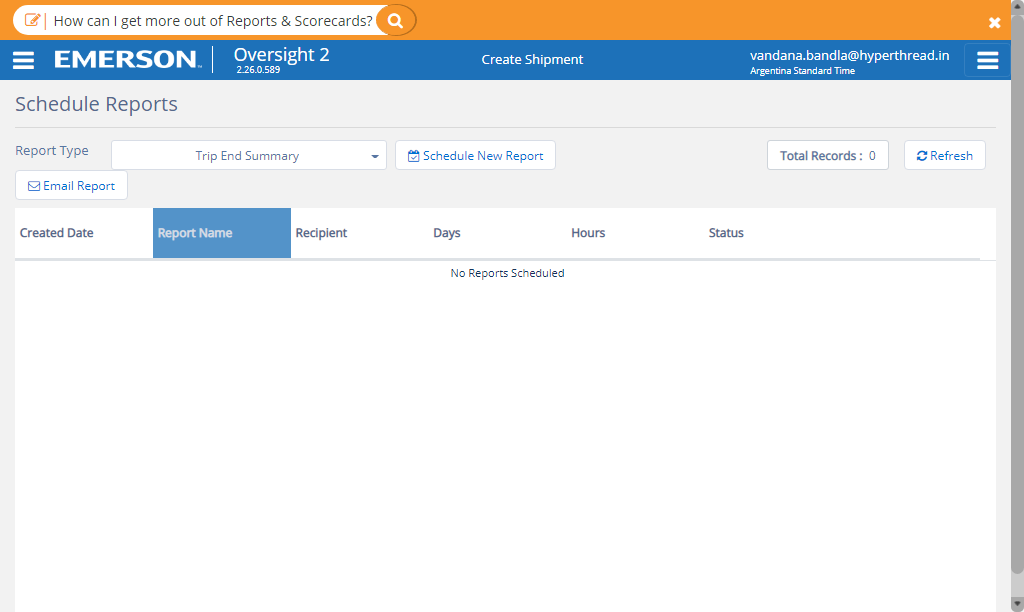 How can I get more out of Reports & Scorecards?
EMERSON™ Oversight 2 Create Shipment vandana.bandla@hyperthread.in
2.26.0.589 Argentina Standard Time
Schedule Reports
Report Type Trip End Summary Schedule New Report Total Records : 0 Refresh
Email Report
Created Date Report Name Recipient Days Hours Status
No Reports Scheduled